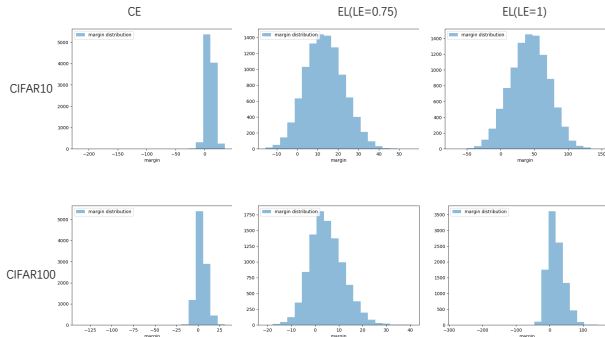 CE EL(LE=0.75) EL(LE=1)
CIFAR10
margin distribution
5000
4000
3000
2000
1000
0
-200 -150 -100 -50 0
margin
margin distribution
1400
1200
1000
800
600
400
200
0
-10 0 10 20 30 40 50
margin
margin distribution
1400
1200
1000
800
600
400
200
0
-50 0 50 100 150
margin
CIFAR100
margin distribution
5000
4000
3000
2000
1000
0
-125 -100 -75 -50 -25 0 25
margin
margin distribution
1750
1500
1250
1000
750
500
250
0
-20 -10 0 10 20 30 40
margin
margin distribution
3500
3000
2500
2000
1500
1000
500
0
-300 -200 -100 0 100
margin